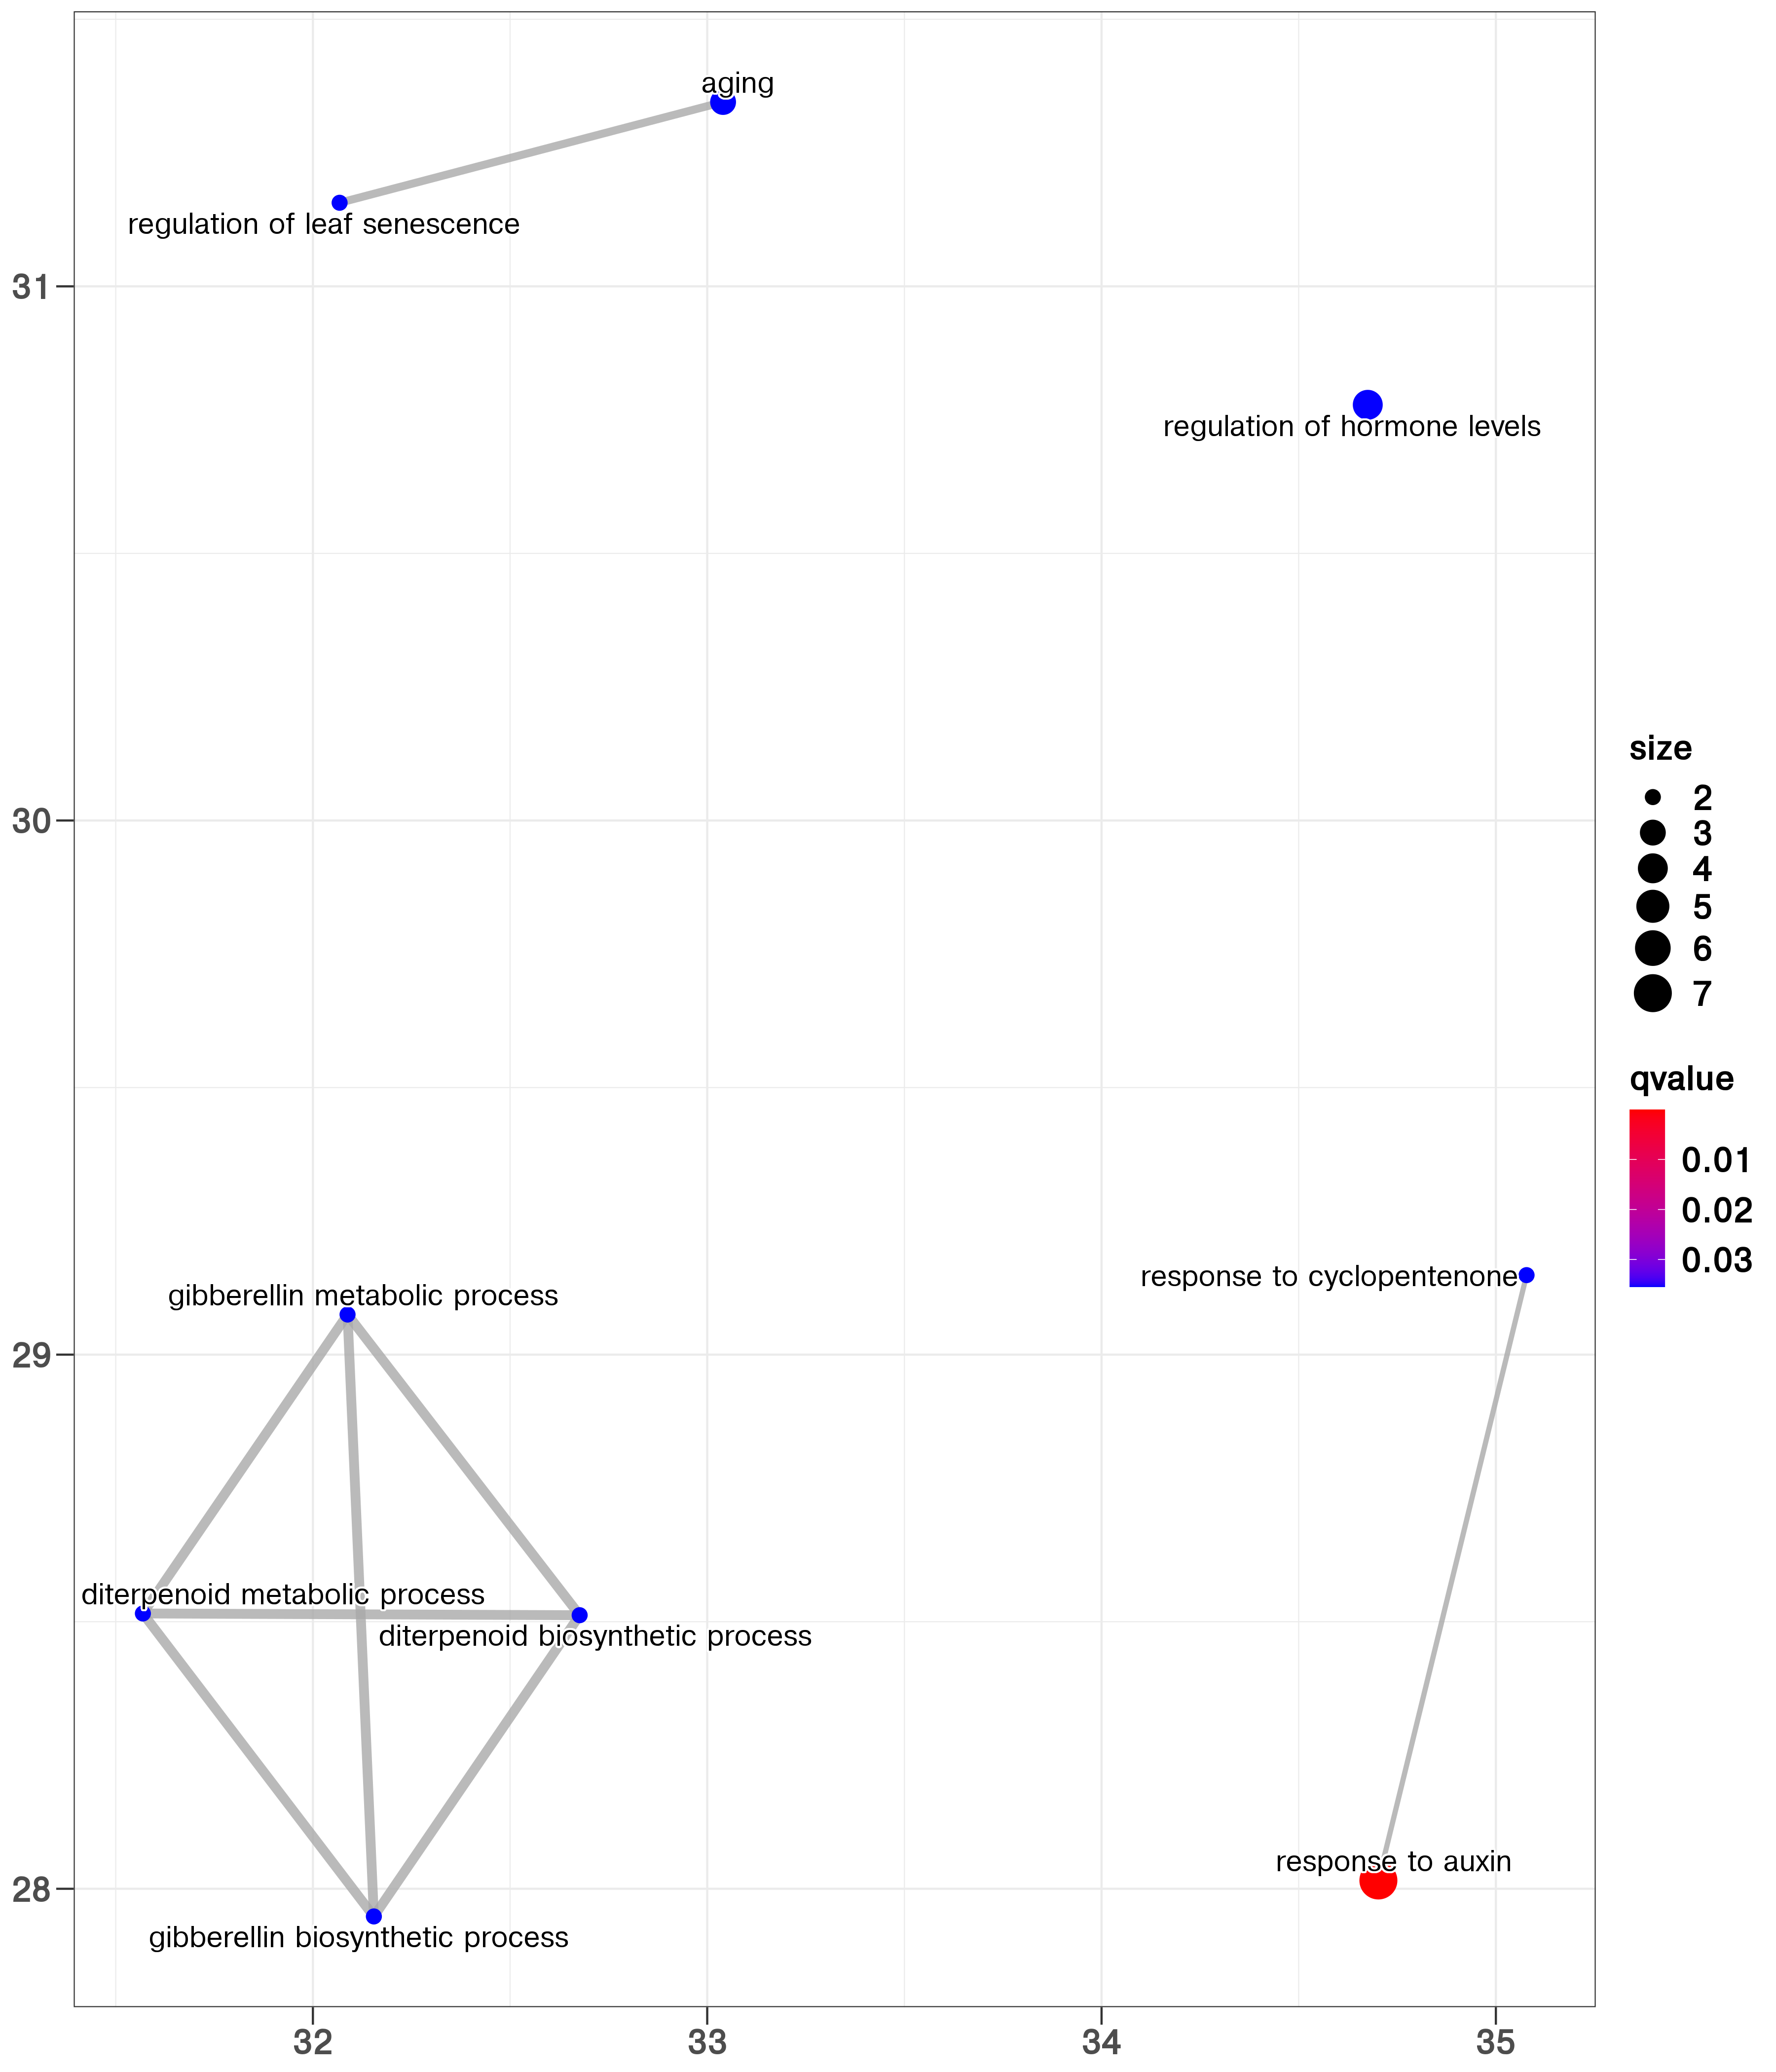 aging
regulation of leaf senescence
31
regulation of hormone levels
30
response to cyclopentenone
gibberellin metabolic process
29
diterpenoid metabolic process
diterpenoid biosynthetic process
response to auxin
28
gibberellin biosynthetic process
32 33 34 35
size
2
3
4
5
6
7
qvalue
0.01
0.02
0.03